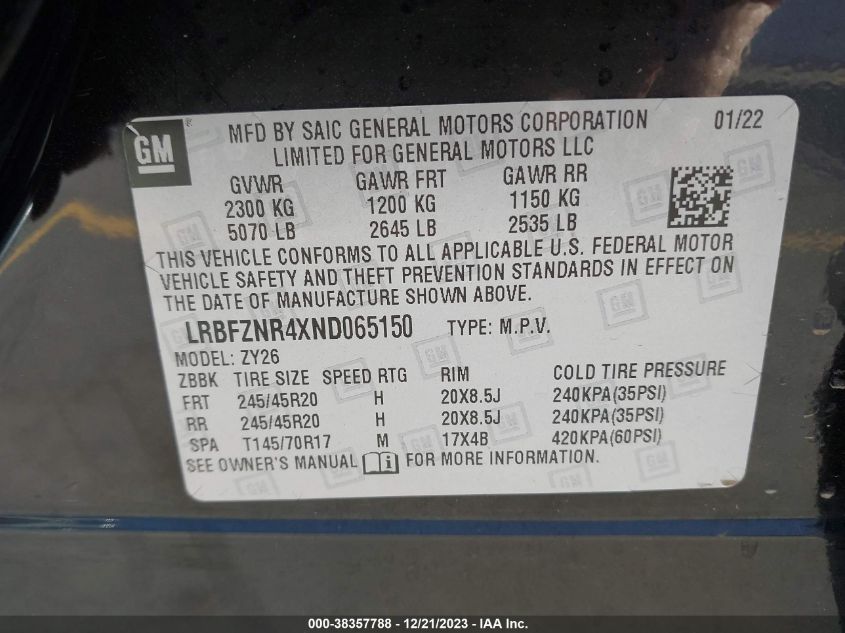 GM ® MFD BY SAIC GENERAL MOTORS CORPORATION 01/22
LIMITED FOR GENERAL MOTORS LLC
GVWR GAWR FRT GAWR RR
2300 KG 1200 KG 1150 KG
5070 LB 2645 LB 2535 LB
THIS VEHICLE CONFORMS TO ALL APPLICABLE U.S. FEDERAL MOTOR
VEHICLE SAFETY AND THEFT PREVENTION STANDARDS IN EFFECT ON
THE DATE OF MANUFACTURE SHOWN ABOVE.
LRBFZNR4XND065150 TYPE: M.P.V.
MODEL: ZY26
ZBBK TIRE SIZE SPEED RTG RIM COLD TIRE PRESSURE
FRT 245/45R20 H 20X8.5J 240KPA(35PSI)
RR 245/45R20 H 20X8.5J 240KPA(35PSI)
SPA T145/70R17 M 17X4B 420KPA(60PSI)
SEE OWNER'S MANUAL i FOR MORE INFORMATION.
000-38357788 - 12/21/2023 - IAA Inc.